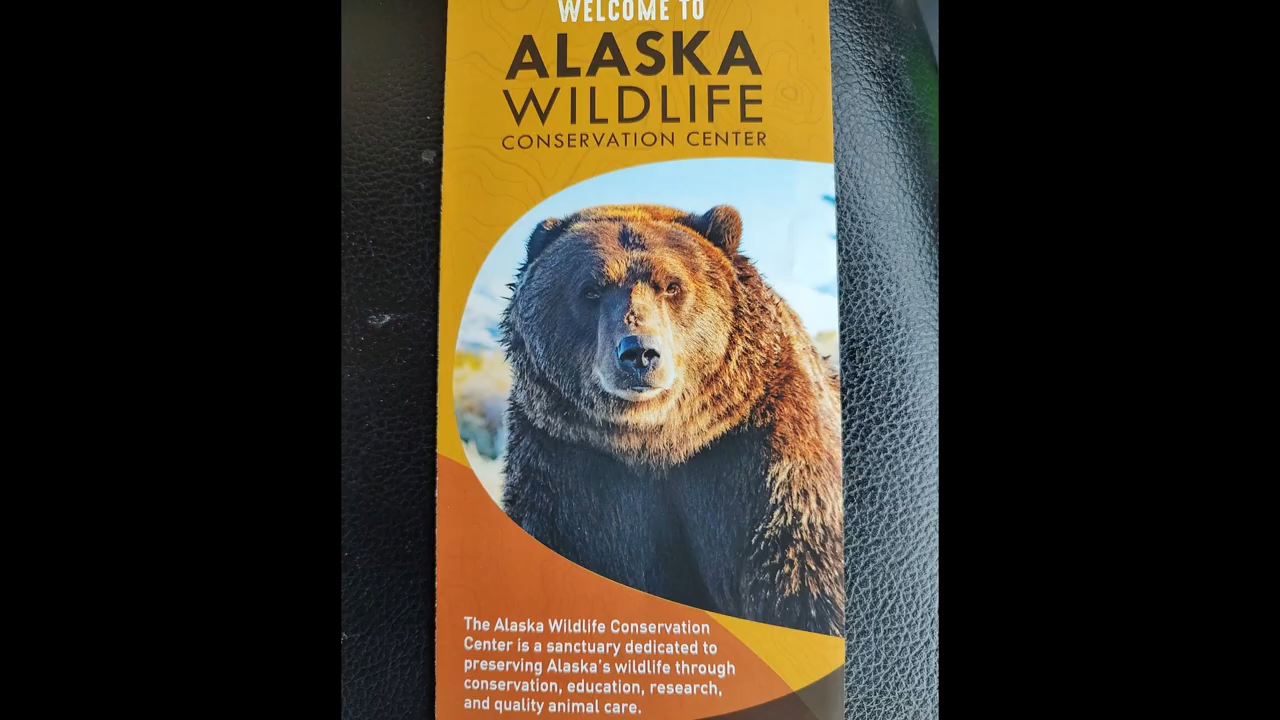 WELCOME TO
ALASKA
WILDLIFE
CONSERVATION CENTER
The Alaska Wildlife Conservation
Center is a sanctuary dedicated to
preserving Alaska's wildlife through
conservation, education, research,
and quality animal care.